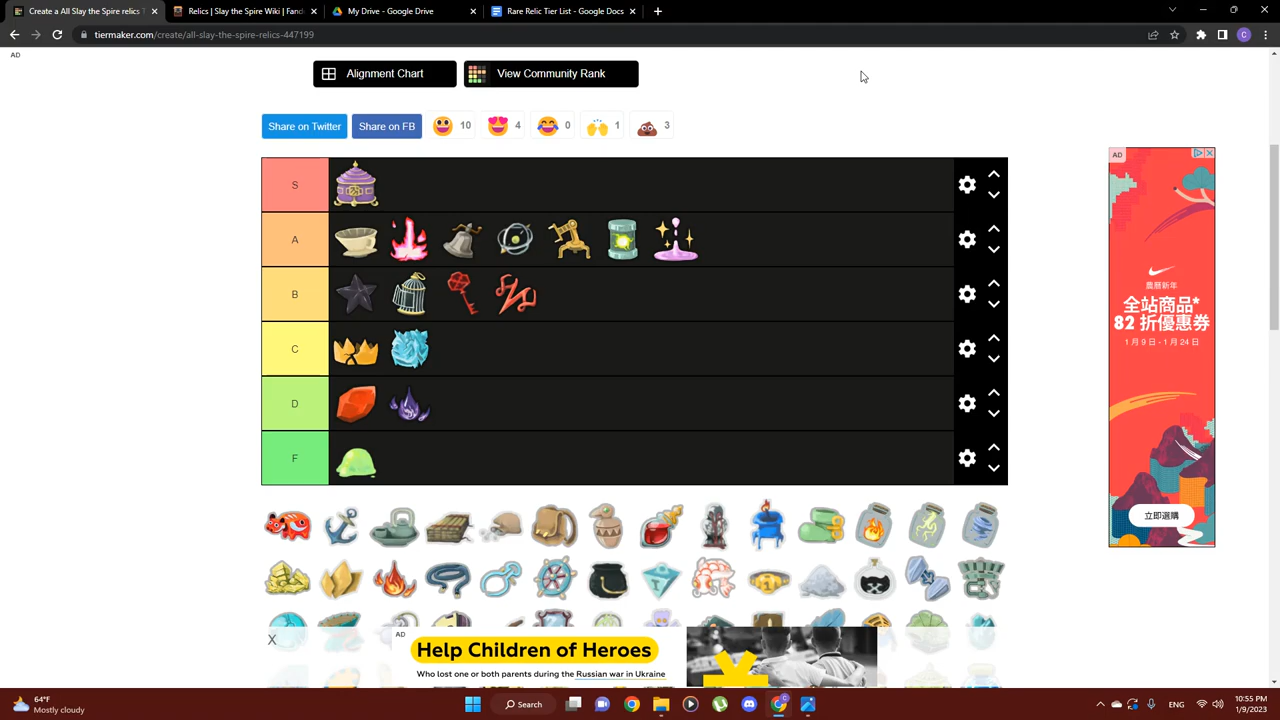 Create a All Slay the Spire Relics T
Relics | Slay the Spire Wiki | Fand
My Drive - Google Drive
Rare Relic Tier List - Google Docs
tiermaker.com/create/all-slay-the-spire-relics-447199
C
AD
Alignment Chart
View Community Rank
Share on Twitter
Share on FB
10
4
0
1
3
S
A
B
C
D
F
AD
農曆新年
全站商品*
82 折優惠券
1 月 9 日 - 1 月 24 日
立即選購
X
AD
Help Children of Heroes
Who lost one or both parents during the Russian war in Ukraine
64°F
Mostly cloudy
Search
ENG
10:55 PM
1/9/2023